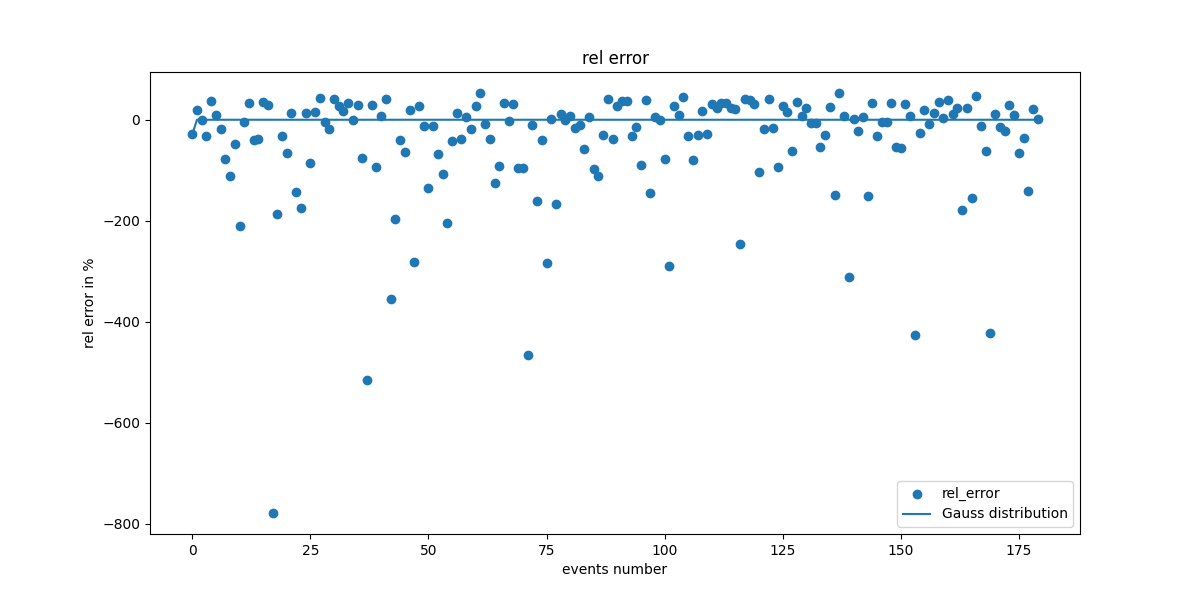 rel error
rel error in %
0
−200
−400
−600
−800
0
25
50
75
100
125
150
175
events number
rel_error
Gauss distribution